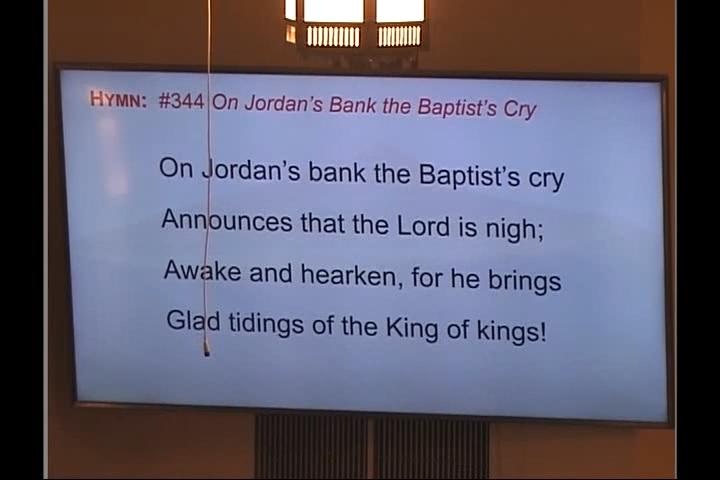 HYMN: #344 On Jordan's Bank the Baptist's Cry
On Jordan's bank the Baptist's cry
Announces that the Lord is nigh;
Awake and hearken, for he brings
Glad tidings of the King of kings!